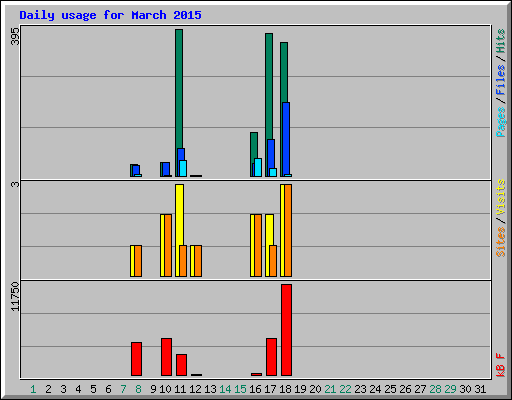 Daily usage for March 2015
395
3
11750
Pages / Files / Hits
Sites / Visits
kB F
1 2 3 4 5 6 7 8 9 10 11 12 13 14 15 16 17 18 19 20 21 22 23 24 25 26 27 28 29 30 31